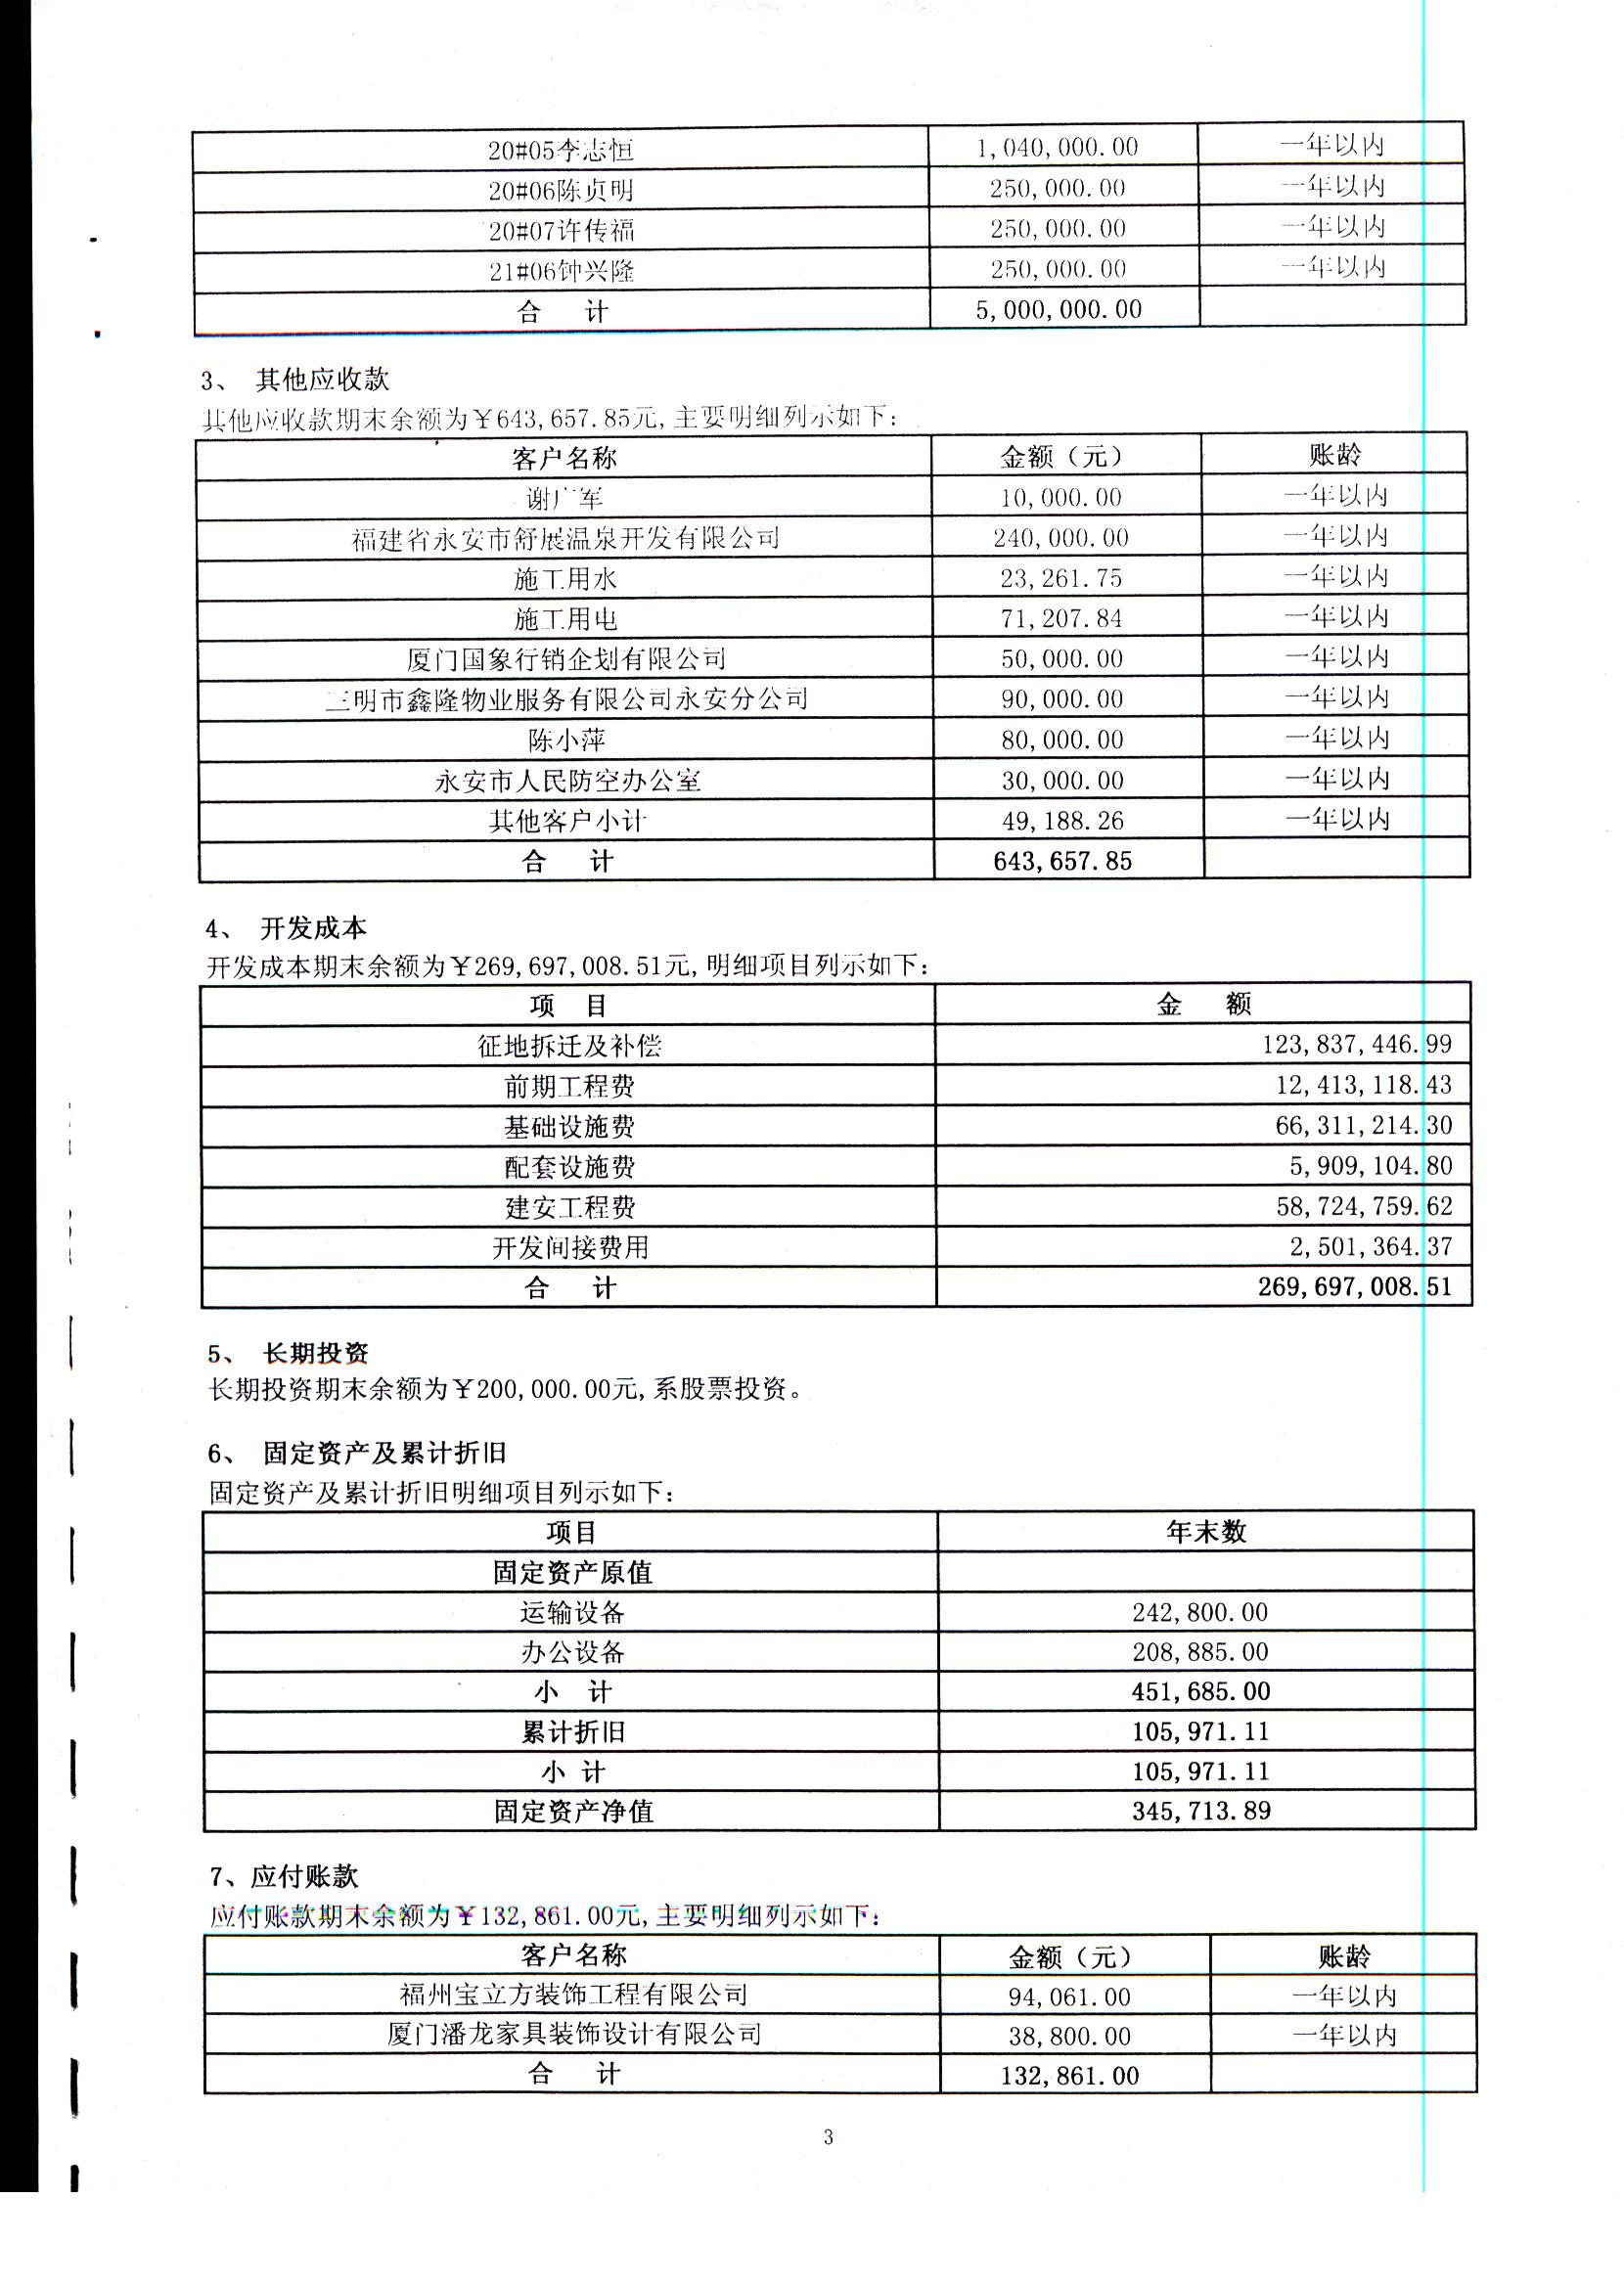 20#05李志恒 1,040,000.00 一年以内
20#06陈贞明 250,000.00 一年以内
20#07许传福 250,000.00 一年以内
21#06钟兴隆 250,000.00 一年以内
合 计 5,000,000.00
3、 其他应收款
其他应收款期末余额为￥643,657.85元,主要明细列示如下:
客户名称 金额（元） 账龄
谢广军 10,000.00 一年以内
福建省永安市舒展温泉开发有限公司 240,000.00 一年以内
施工用水 23,261.75 一年以内
施工用电 71,207.84 一年以内
厦门国象行销企划有限公司 50,000.00 一年以内
三明市鑫隆物业服务有限公司永安分公司 90,000.00 一年以内
陈小萍 80,000.00 一年以内
永安市人民防空办公室 30,000.00 一年以内
其他客户小计 49,188.26 一年以内
合 计 643,657.85
4、 开发成本
开发成本期末余额为￥269,697,008.51元,明细项目列示如下:
项 目 金 额
征地拆迁及补偿 123,837,446.99
前期工程费 12,413,118.43
基础设施费 66,311,214.30
配套设施费 5,909,104.80
建安工程费 58,724,759.62
开发间接费用 2,501,364.37
合 计 269,697,008.51
5、 长期投资
长期投资期末余额为￥200,000.00元,系股票投资。
6、 固定资产及累计折旧
固定资产及累计折旧明细项目列示如下:
项目 年末数
固定资产原值
运输设备 242,800.00
办公设备 208,885.00
小 计 451,685.00
累计折旧 105,971.11
小 计 105,971.11
固定资产净值 345,713.89
7、应付账款
应付账款期末余额为￥132,861.00元,主要明细列示如下:
客户名称 金额（元） 账龄
福州宝立方装饰工程有限公司 94,061.00 一年以内
厦门潘龙家具装饰设计有限公司 38,800.00 一年以内
合 计 132,861.00
3